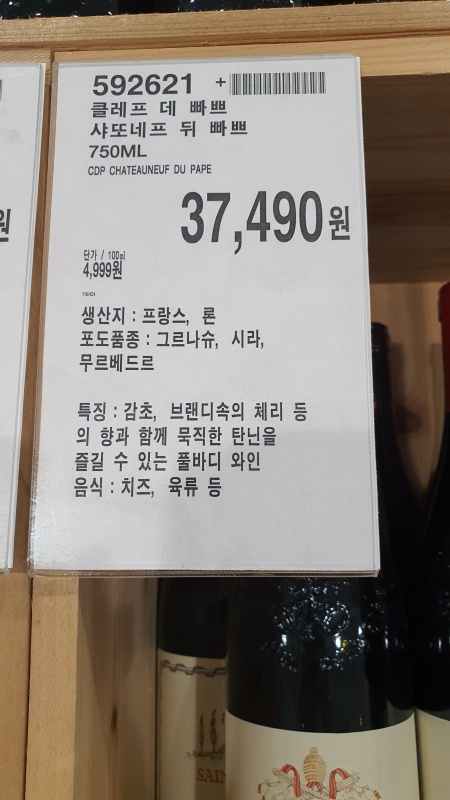 592621 +
클레프 데 빠쁘
샤또네프 뒤 빠쁘
750ML
CDP CHATEAUNEUF DU PAPE
37,490원
단가 / 100㎖
4,999원
생산지 : 프랑스, 론
포도품종 : 그르나슈, 시라,
무르베드르
특징 : 감초, 브랜디속의 체리 등
의 향과 함께 묵직한 탄닌을
즐길 수 있는 풀바디 와인
음식 : 치즈, 육류 등
원
SAIN